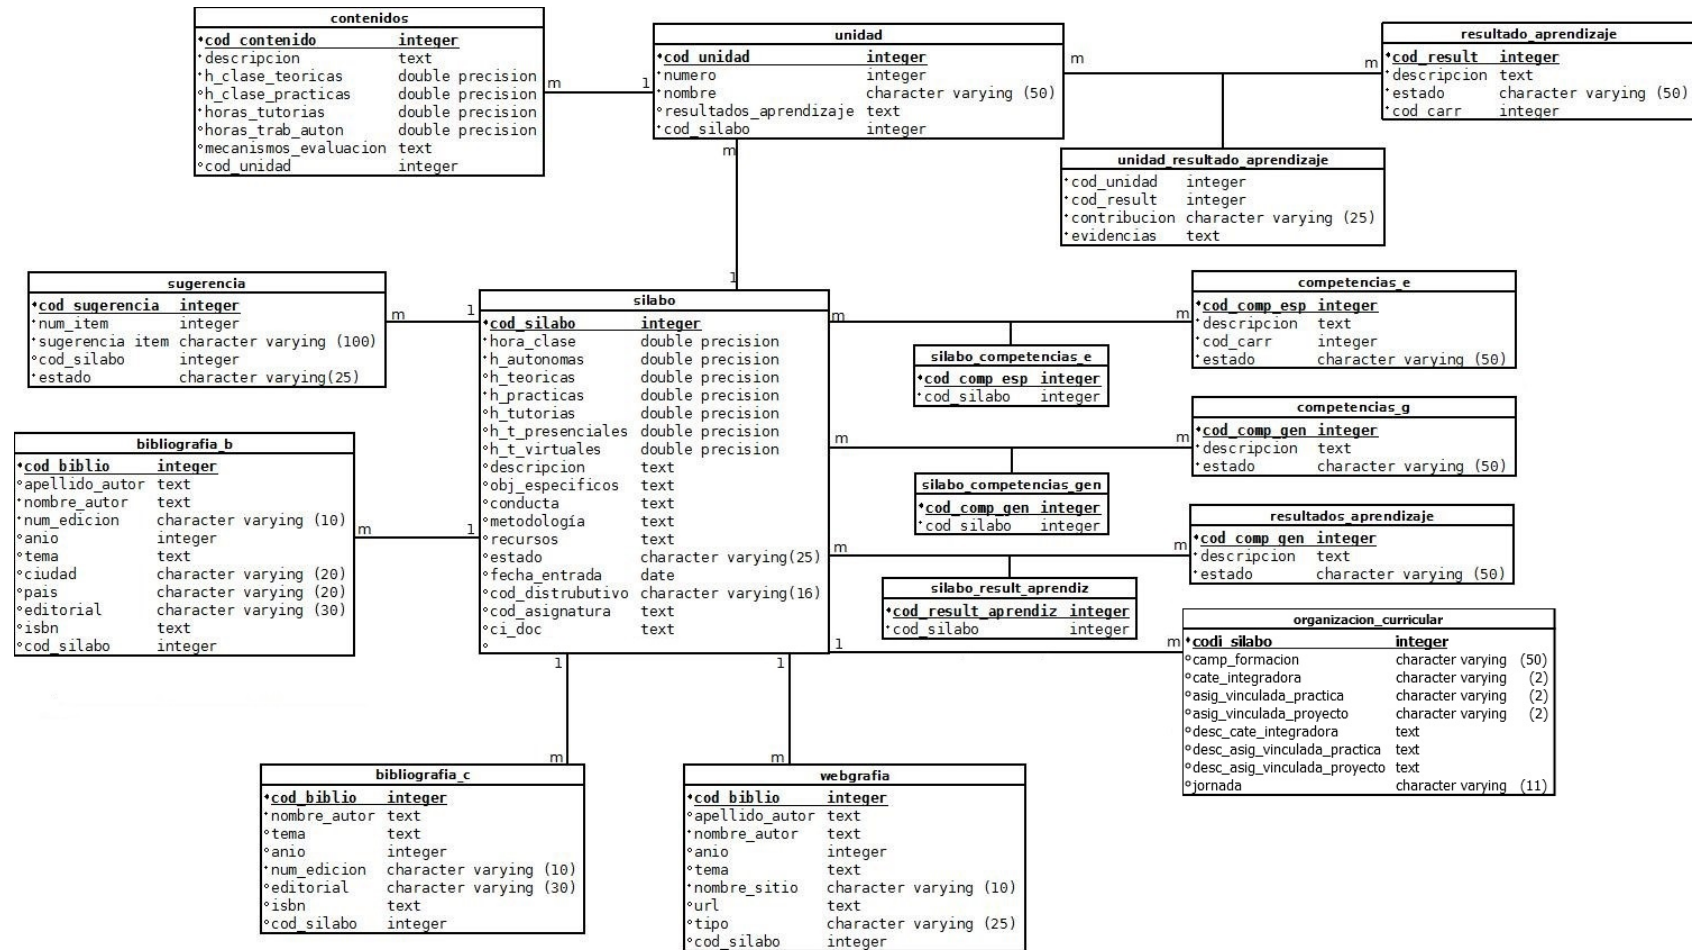 contenidos
cod_contenido integer
descripcion text
h_clase_teoricas double precision
h_clase_practicas double precision
horas_tutorias double precision
horas_trab_auton double precision
mecanismos_evaluacion text
cod_unidad integer
m 1
unidad
cod_unidad integer
numero integer
nombre character varying (50)
resultados_aprendizaje text
cod_silabo integer
m m
resultado_aprendizaje
cod_result integer
descripcion text
estado character varying (50)
cod_carr integer
unidad_resultado_aprendizaje
cod_unidad integer
cod_result integer
contribucion character varying (25)
evidencias text
m
1
sugerencia
cod_sugerencia integer
num_item integer
sugerencia item character varying (100)
cod_silabo integer
estado character varying(25)
m 1
silabo
cod_silabo integer
hora_clase double precision
h_autonomas double precision
h_teoricas double precision
h_practicas double precision
h_tutorias double precision
h_t_presenciales double precision
h_t_virtuales double precision
descripcion text
obj_especificos text
conducta text
metodología text
recursos text
estado character varying(25)
fecha_entrada date
cod_distrubutivo character varying(16)
cod_asignatura text
ci_doc text
m m
competencias_e
cod_comp_esp integer
descripcion text
cod_carr integer
estado character varying (50)
silabo_competencias_e
cod_comp_esp integer
cod_silabo integer
m m
competencias_g
cod_comp_gen integer
descripcion text
estado character varying (50)
silabo_competencias_gen
cod_comp_gen integer
cod silabo integer
bibliografia_b
cod biblio integer
apellido_autor text
nombre_autor text
num_edicion character varying (10)
anio integer
tema text
ciudad character varying (20)
pais character varying (20)
editorial character varying (30)
isbn text
cod_silabo integer
m 1
m m
resultados_aprendizaje
cod comp gen integer
descripcion text
estado character varying (50)
silabo_result_aprendiz
cod_result_aprendiz integer
cod_silabo integer
1 m
organizacion_curricular
codi_silabo integer
camp_formacion character varying (50)
cate_integradora character varying (2)
asig_vinculada_practica character varying (2)
asig_vinculada_proyecto character varying (2)
desc_cate_integradora text
desc_asig_vinculada_practica text
desc_asig_vinculada_proyecto text
jornada character varying (11)
1 1
m m
bibliografia_c
cod_biblio integer
nombre_autor text
tema text
anio integer
num_edicion character varying (10)
editorial character varying (30)
isbn text
cod_silabo integer
webgrafia
cod biblio integer
apellido_autor text
nombre_autor text
anio integer
tema text
nombre_sitio character varying (10)
url text
tipo character varying (25)
cod_silabo integer